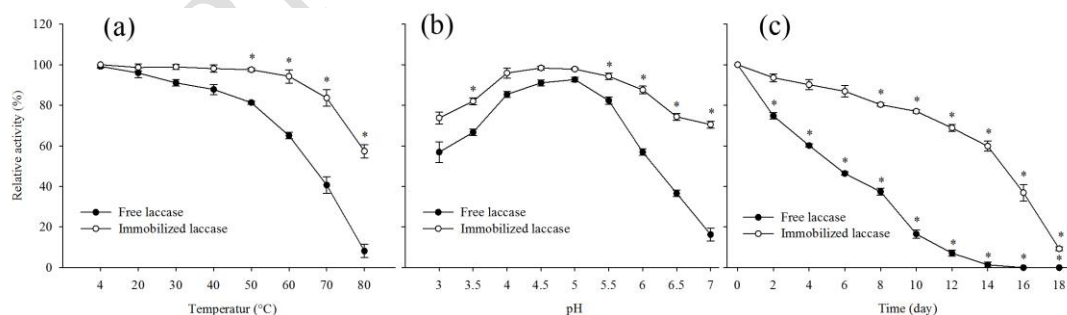 (a) (b) (c)
120
100
80
60
40
20
0
Relative activity (%)
* * * *
* * * * *
* * * * * * * * * * * * * * *
Free laccase
Immobilized laccase
Free laccase
Immobilized laccase
Free laccase
Immobilized laccase
4 20 30 40 50 60 70 80
3 3.5 4 4.5 5 5.5 6 6.5 7
0 2 4 6 8 10 12 14 16 18
Temperatur (°C)
pH
Time (day)